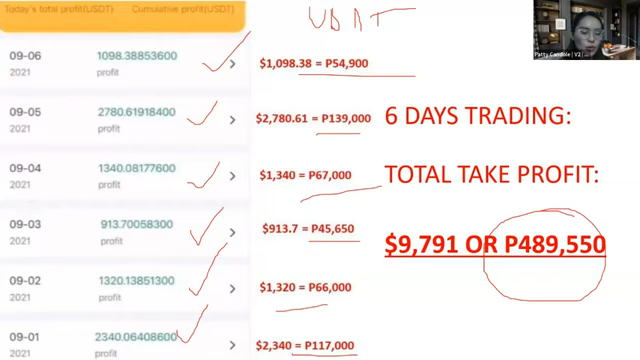 Today's total profit(USDT) Cumulative profit(USDT)
USDT
09-06 1098.38853600
2021 profit
$1,098.38 = P54,900
09-05 2780.61918400
2021 profit
$2,780.61 = P139,000
09-04 1340.08177600
2021 profit
$1,340 = P67,000
09-03 913.70058300
2021 profit
$913.7 = P45,650
09-02 1320.13851300
2021 profit
$1,320 = P66,000
09-01 2340.06408600
2021 profit
$2,340 = P117,000
6 DAYS TRADING:
TOTAL TAKE PROFIT:
$9,791 OR P489,550
Patty Candole | V2